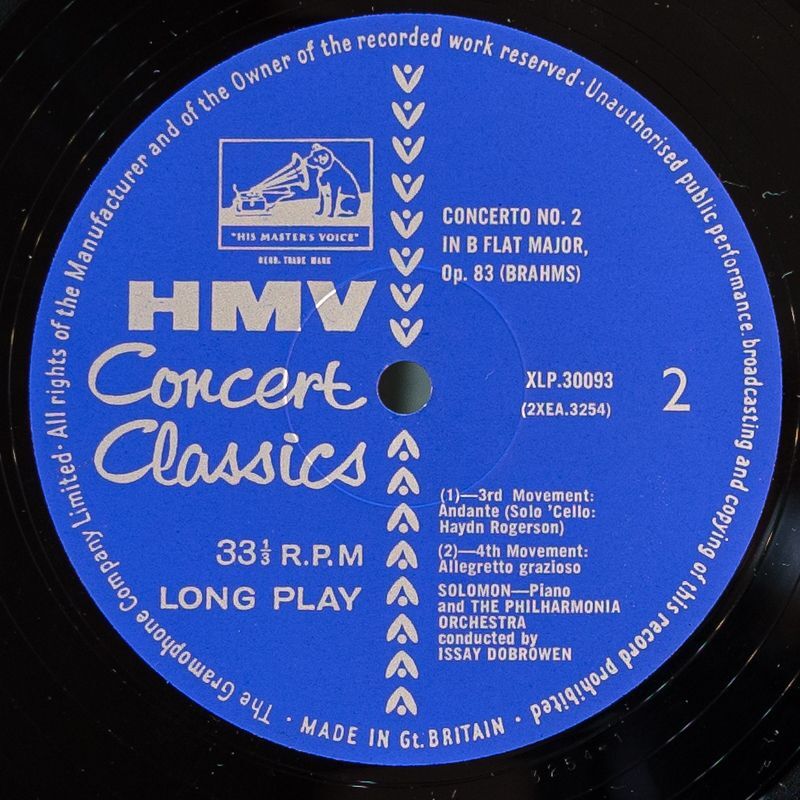 The Gramophone Company Limited · All rights of the Manufacturer and of the Owner of the recorded work reserved · Unauthorised public performance. broadcasting and copying of this record prohibited
"HIS MASTER'S VOICE"
REGD. TRADE MARK
HMV
Concert
Classics
33⅓ R.P.M
LONG PLAY
CONCERTO NO. 2
IN B FLAT MAJOR,
Op. 83 (BRAHMS)
XLP.30093
(2XEA.3254)
2
(1)—3rd Movement:
Andante (Solo 'Cello:
Haydn Rogerson)
(2)—4th Movement:
Allegretto grazioso
SOLOMON—Piano
and THE PHILHARMONIA
ORCHESTRA
conducted by
ISSAY DOBROWEN
· MADE IN Gt. BRITAIN ·
3254-1